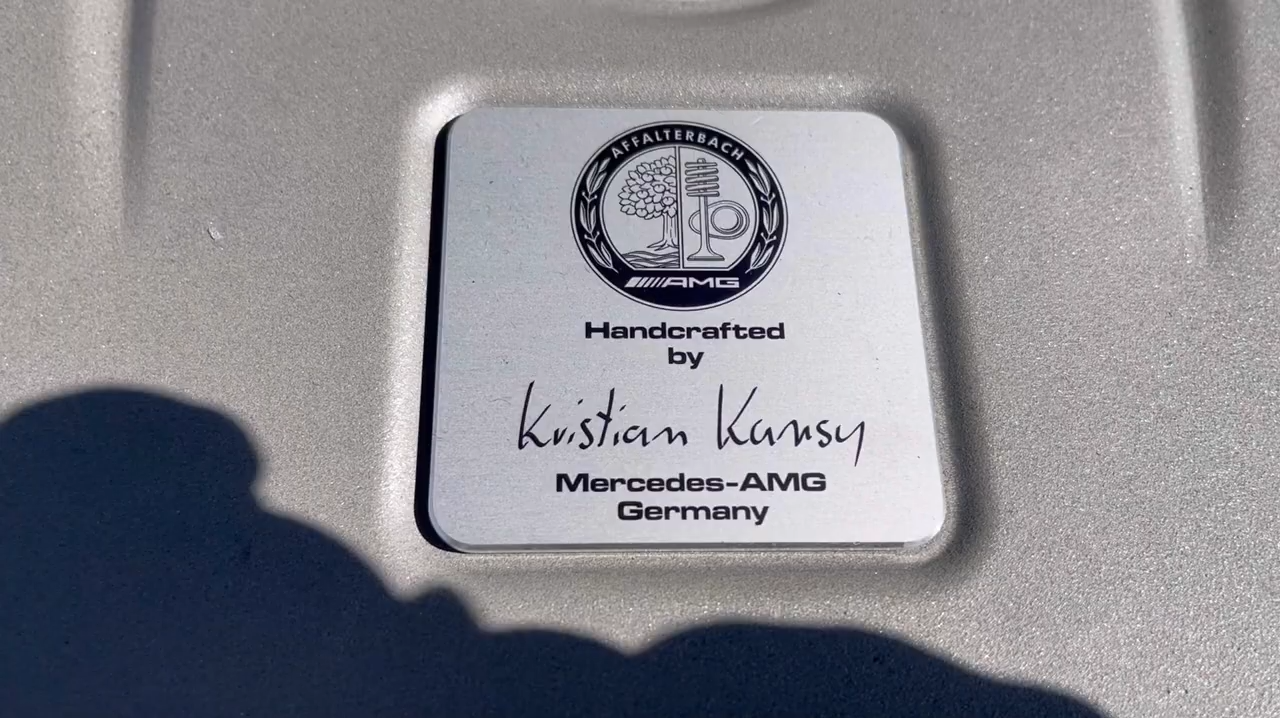 AFFALTERBACH
AMG
Handcrafted
by
Kristian Kansy
Mercedes-AMG
Germany